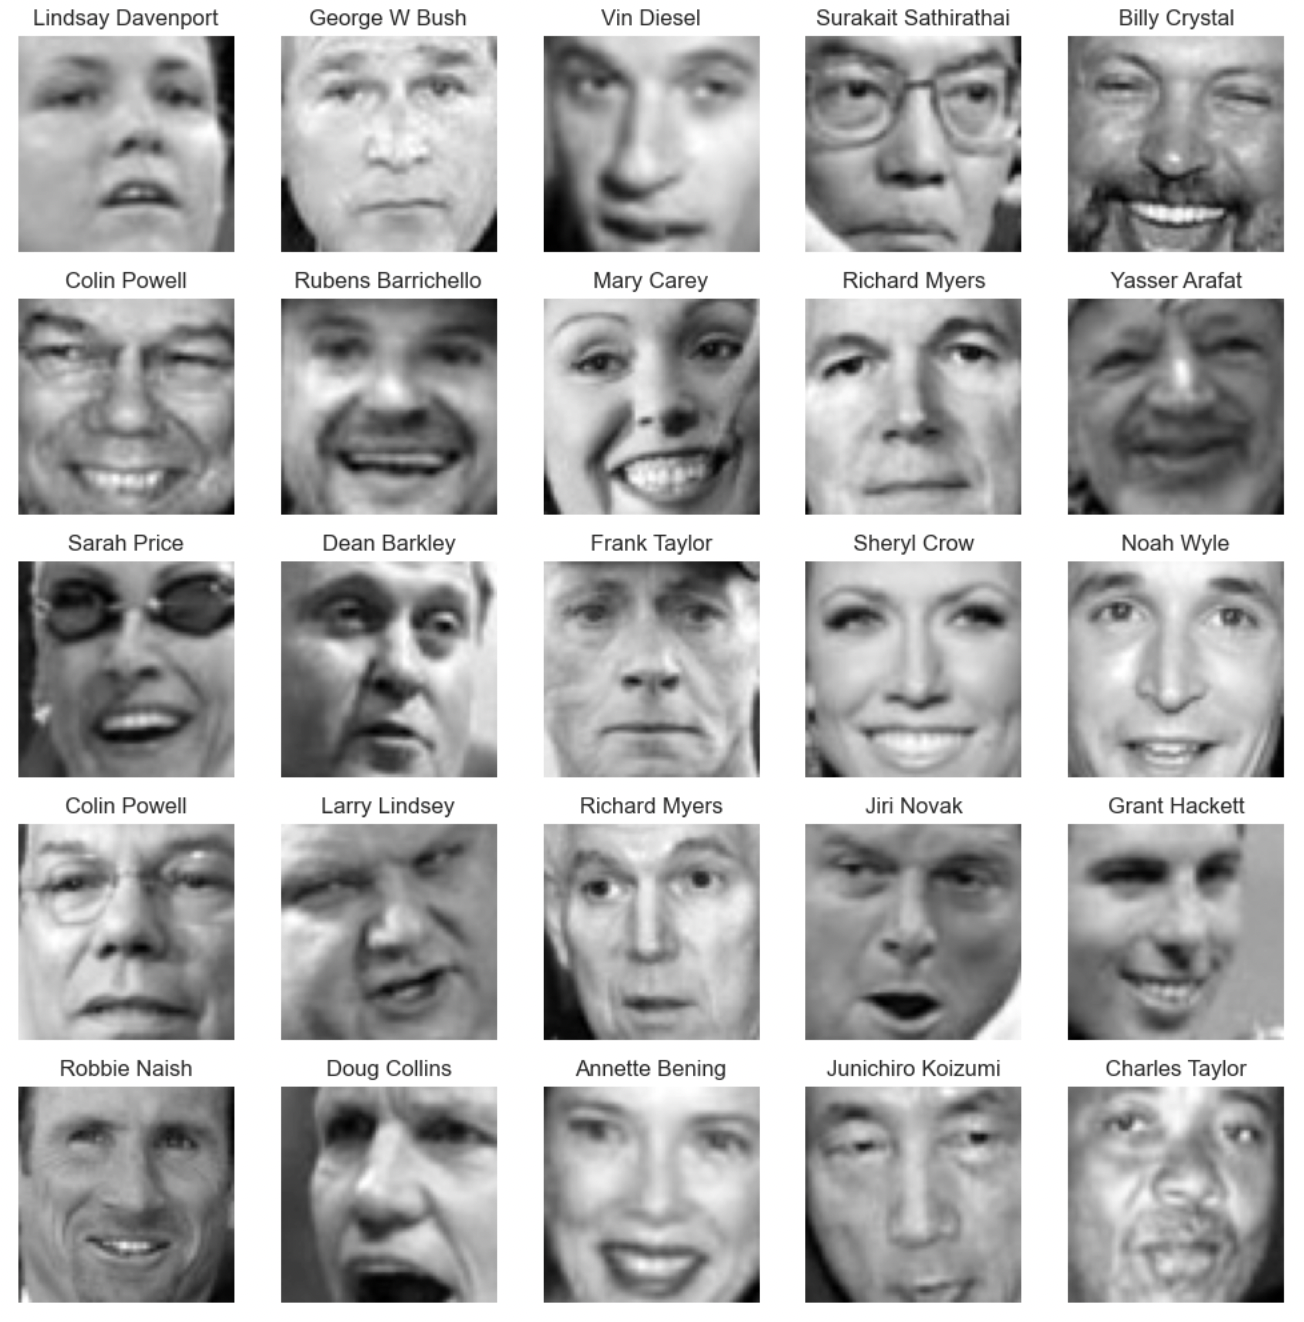 Lindsay Davenport George W Bush Vin Diesel Surakait Sathirathai Billy Crystal
Colin Powell Rubens Barrichello Mary Carey Richard Myers Yasser Arafat
Sarah Price Dean Barkley Frank Taylor Sheryl Crow Noah Wyle
Colin Powell Larry Lindsey Richard Myers Jiri Novak Grant Hackett
Robbie Naish Doug Collins Annette Bening Junichiro Koizumi Charles Taylor